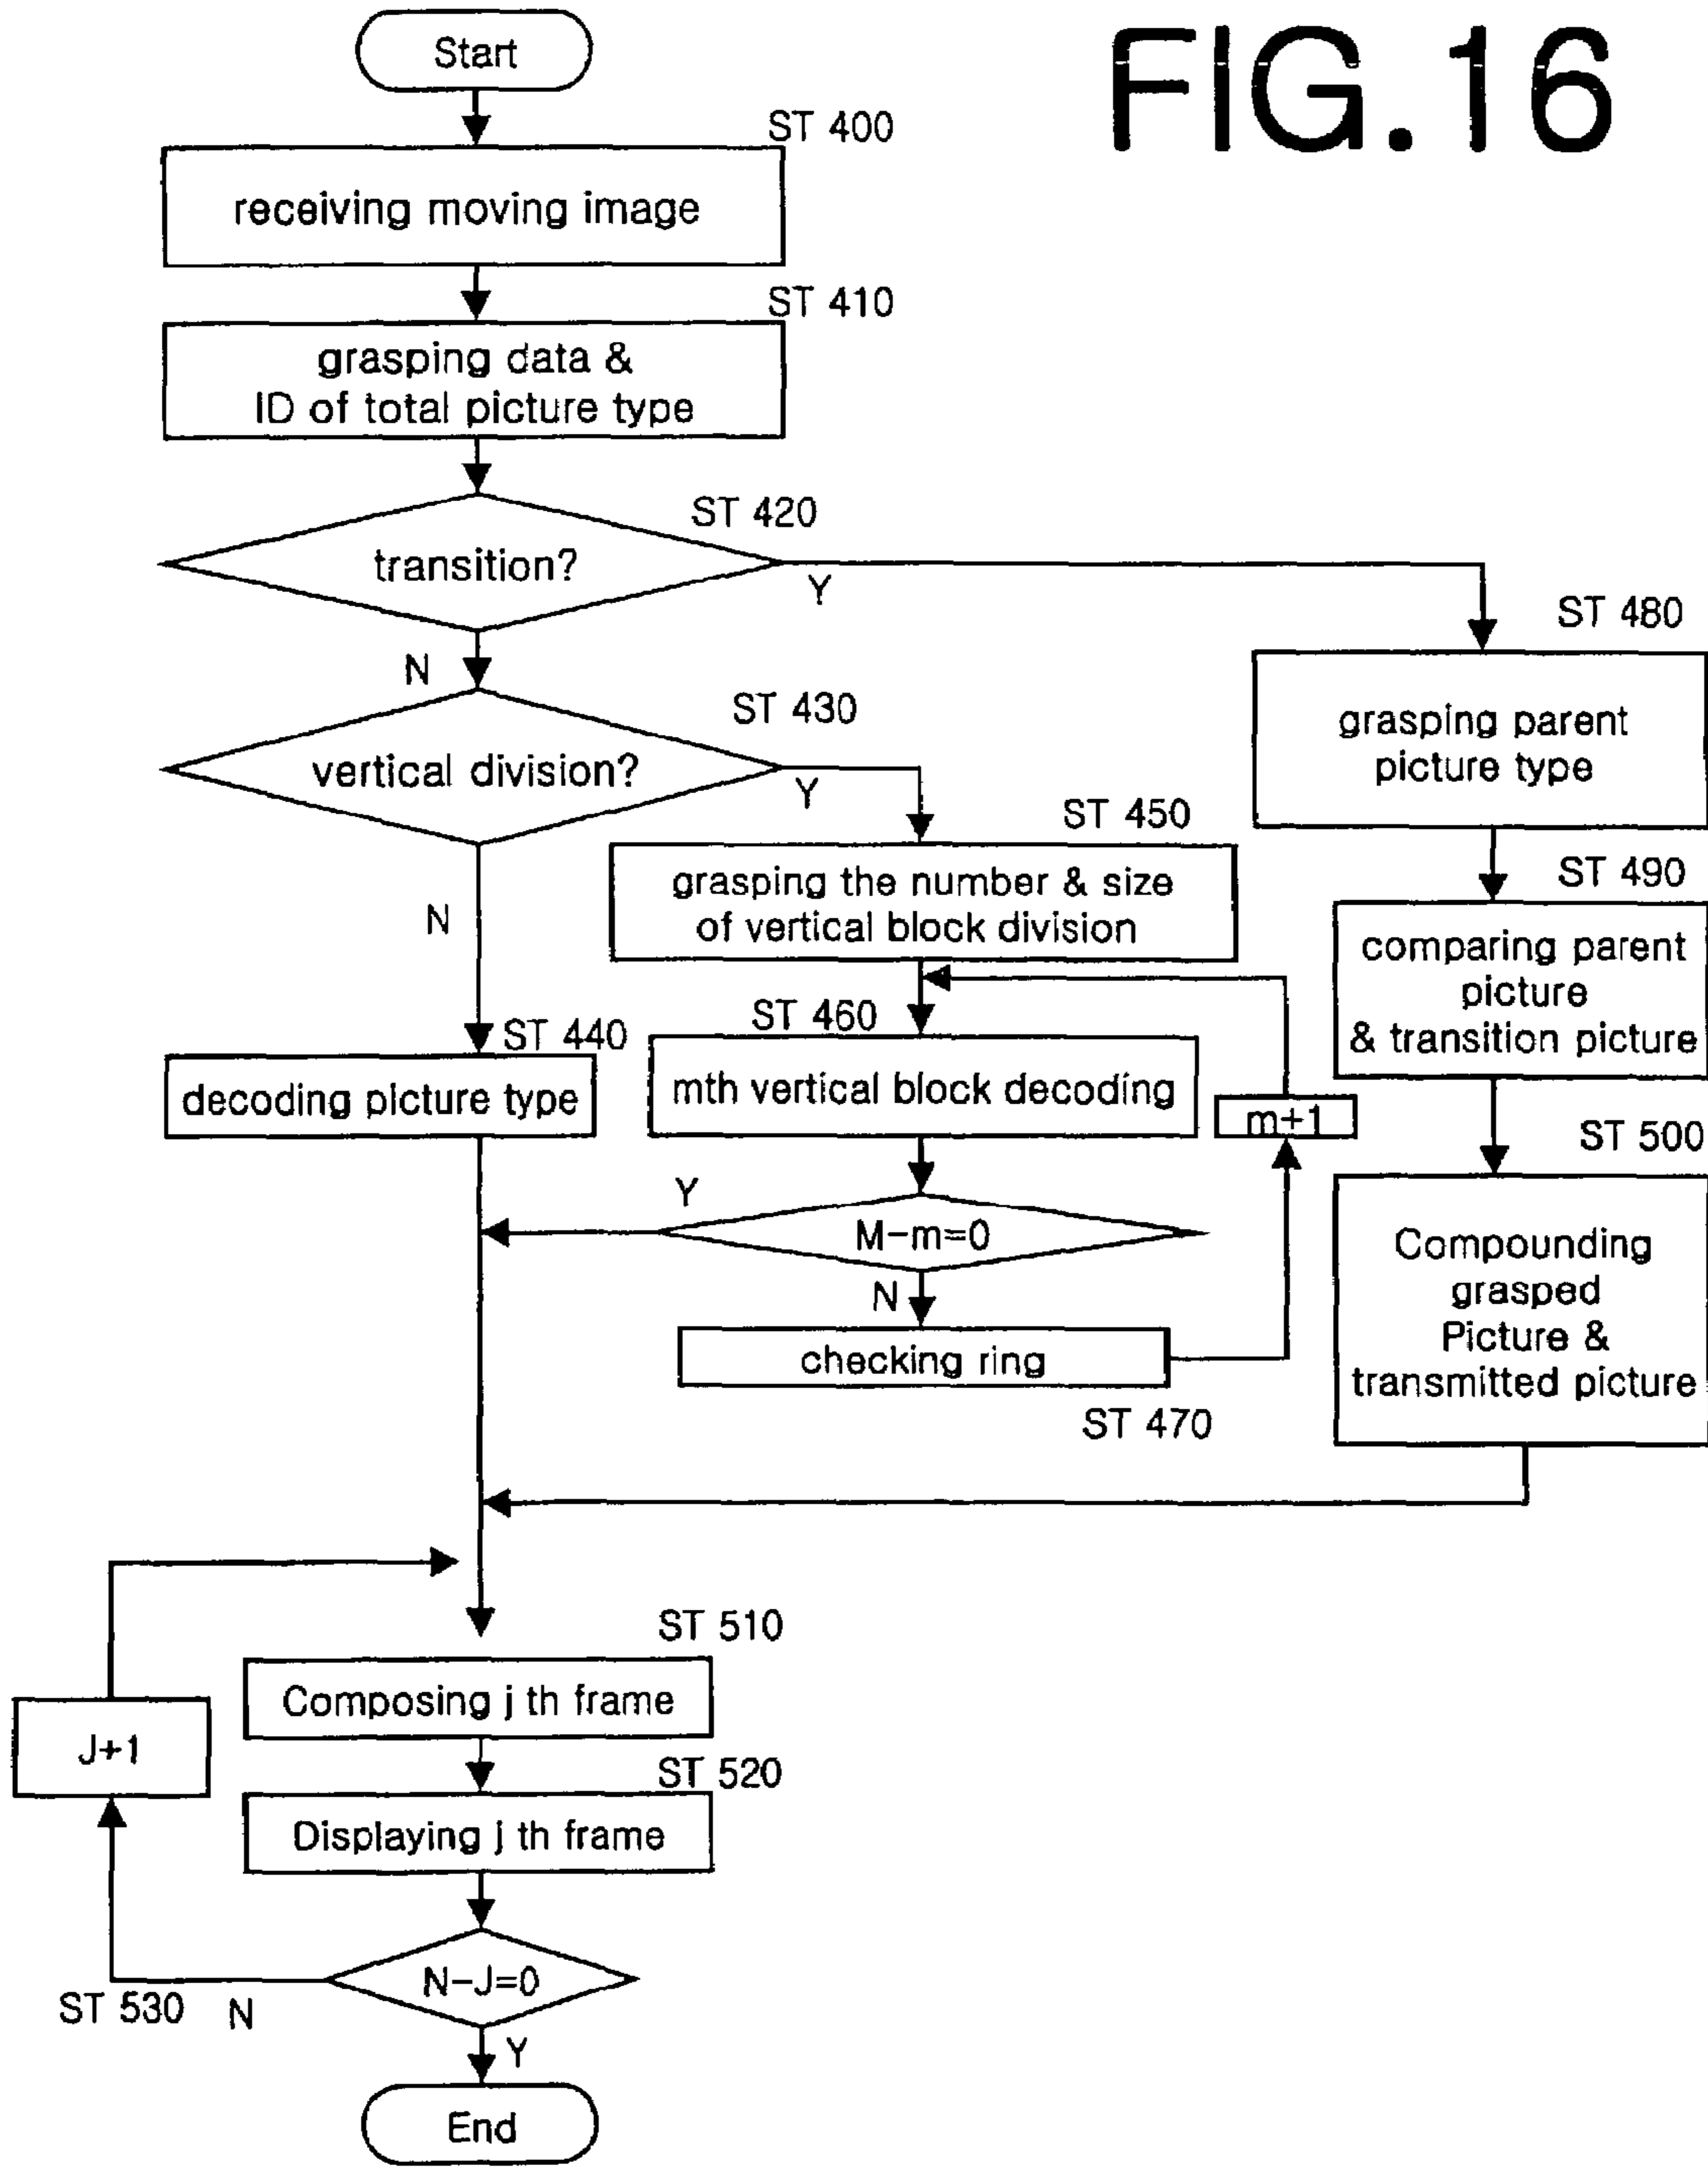 FIG.16
Start
ST 400
receiving moving image
ST 410
grasping data &
ID of total picture type
ST 420
transition?
Y
N
ST 430
vertical division?
Y
N
ST 440
decoding picture type
ST 450
grasping the number & size
of vertical block division
ST 460
mth vertical block decoding
m+1
Y
M-m=0
N
checking ring
ST 470
ST 480
grasping parent
picture type
ST 490
comparing parent
picture
& transition picture
ST 500
Compounding
grasped
Picture &
transmitted picture
ST 510
Composing j th frame
J+1
ST 520
Displaying j th frame
N-J=0
ST 530
N
Y
End